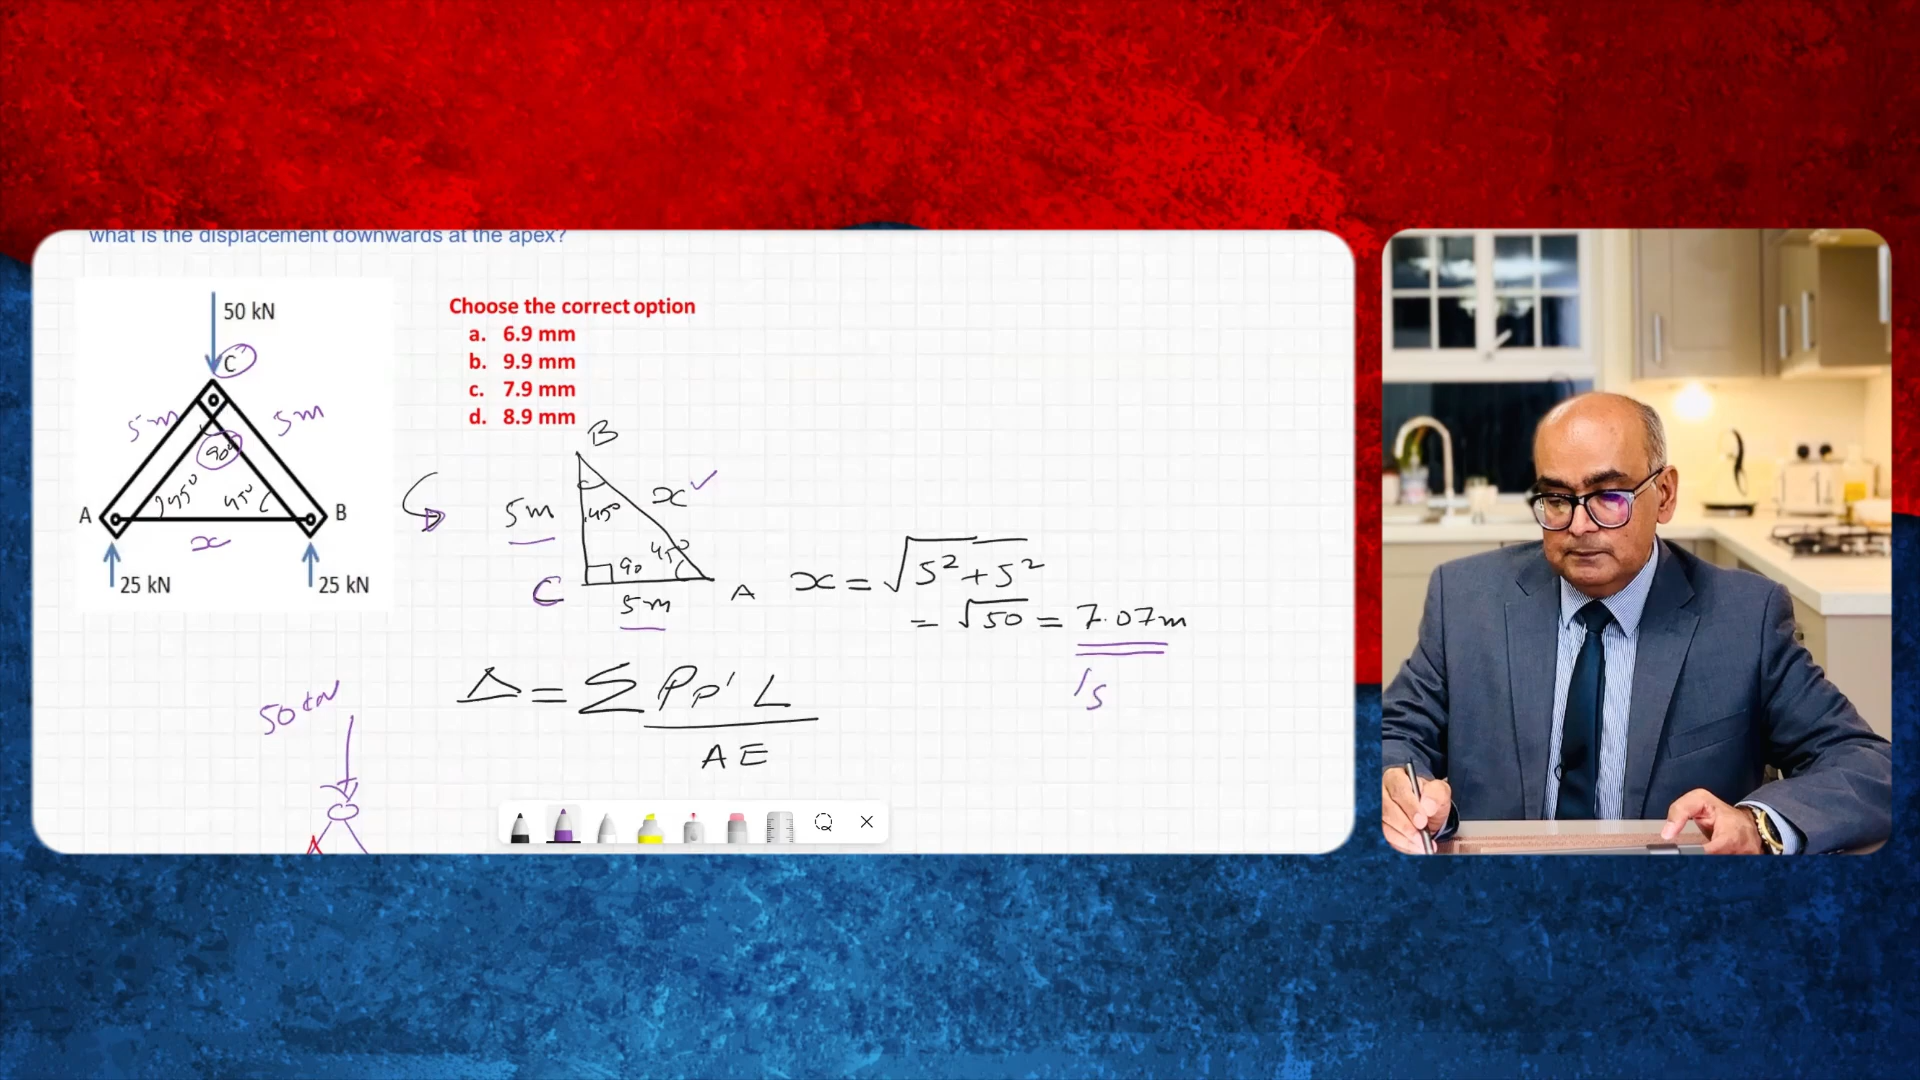 what is the displacement downwards at the apex?
50 kN
C
Choose the correct option
a. 6.9 mm
b. 9.9 mm
c. 7.9 mm
d. 8.9 mm
5m
5m
90°
45°
45°
A
B
x
25 kN
25 kN
B
5m
x ✓
45°
90
45°
C
5m
A
x = √5²+5²
= √50 = 7.07m
Δ = Σ P p' L
A E
50 kN